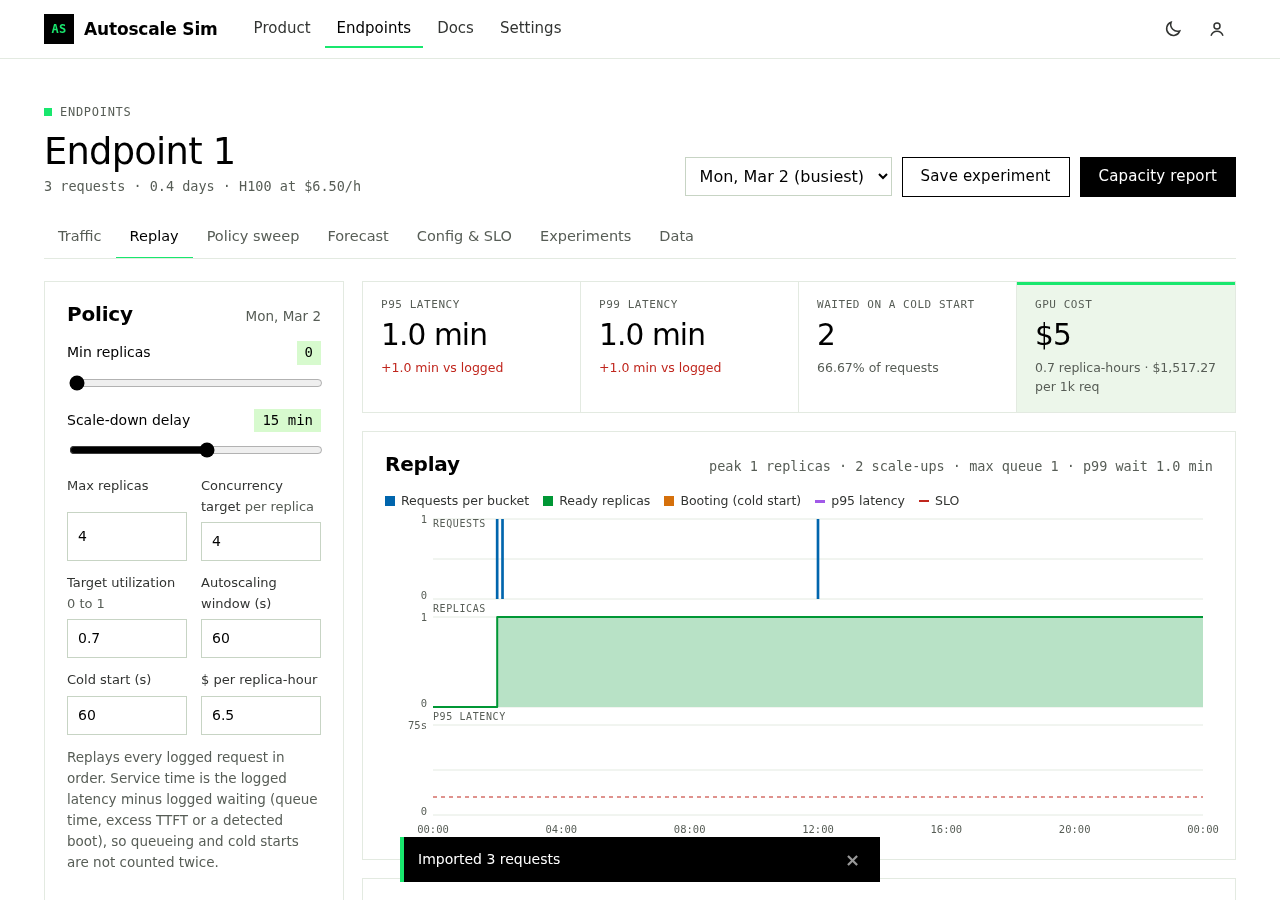 AS Autoscale Sim Product Endpoints Docs Settings
ENDPOINTS
Endpoint 1
3 requests · 0.4 days · H100 at $6.50/h
Mon, Mar 2 (busiest)
Save experiment
Capacity report
Traffic Replay Policy sweep Forecast Config & SLO Experiments Data
Policy
Mon, Mar 2
Min replicas
0
Scale-down delay
15 min
Max replicas
4
Concurrency
target per replica
4
Target utilization
0 to 1
0.7
Autoscaling
window (s)
60
Cold start (s)
60
$ per replica-hour
6.5
Replays every logged request in
order. Service time is the logged
latency minus logged waiting (queue
time, excess TTFT or a detected
boot), so queueing and cold starts
are not counted twice.
P95 LATENCY
1.0 min
+1.0 min vs logged
P99 LATENCY
1.0 min
+1.0 min vs logged
WAITED ON A COLD START
2
66.67% of requests
GPU COST
$5
0.7 replica-hours · $1,517.27
per 1k req
Replay
peak 1 replicas · 2 scale-ups · max queue 1 · p99 wait 1.0 min
Requests per bucket Ready replicas Booting (cold start) p95 latency SLO
1
REQUESTS
0
REPLICAS
1
0
P95 LATENCY
75s
0
00:00 04:00 08:00 12:00 16:00 20:00 00:00
Imported 3 requests ×